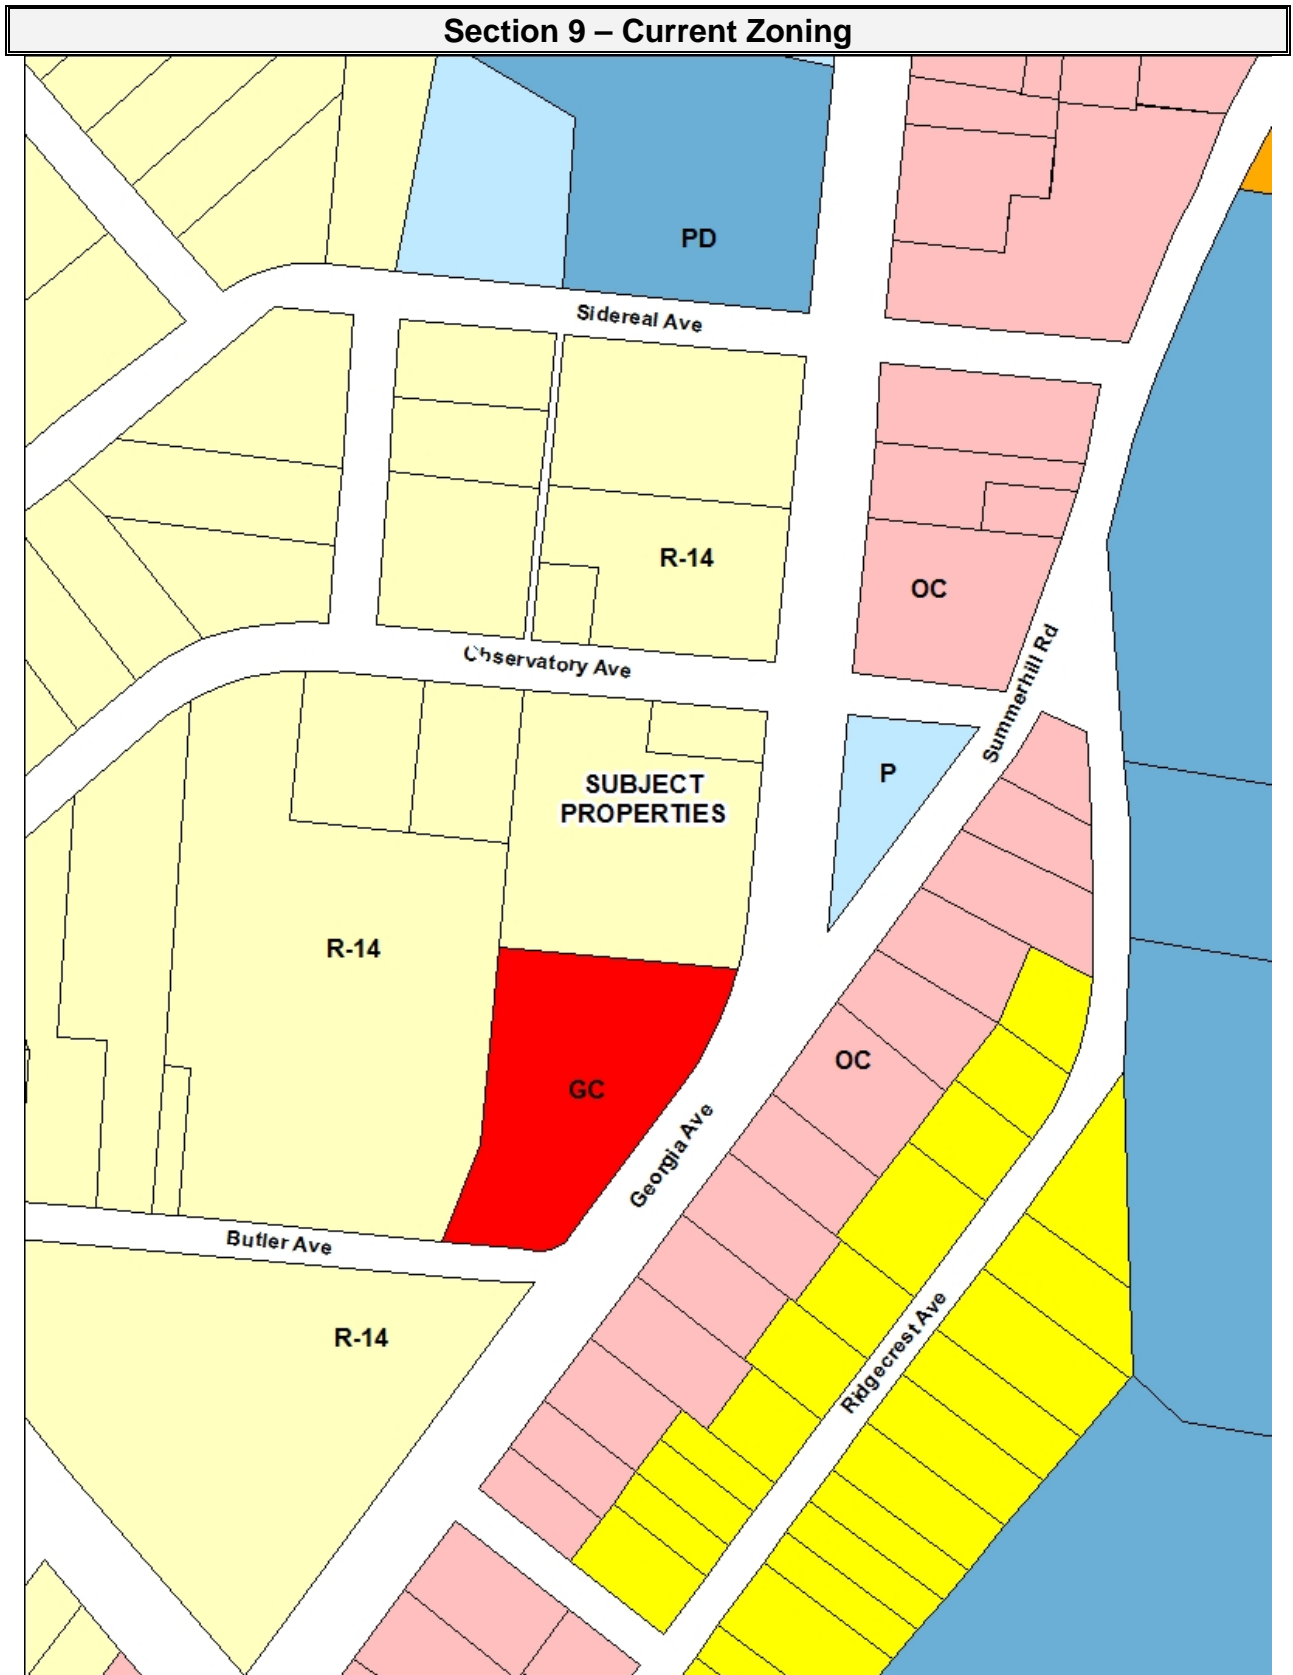 Section 9 – Current Zoning
PD
Sidereal Ave
R-14
OC
Observatory Ave
Summerhill Rd
P
SUBJECT
PROPERTIES
R-14
OC
GC
Georgia Ave
Butler Ave
Ridgecrest Ave
R-14